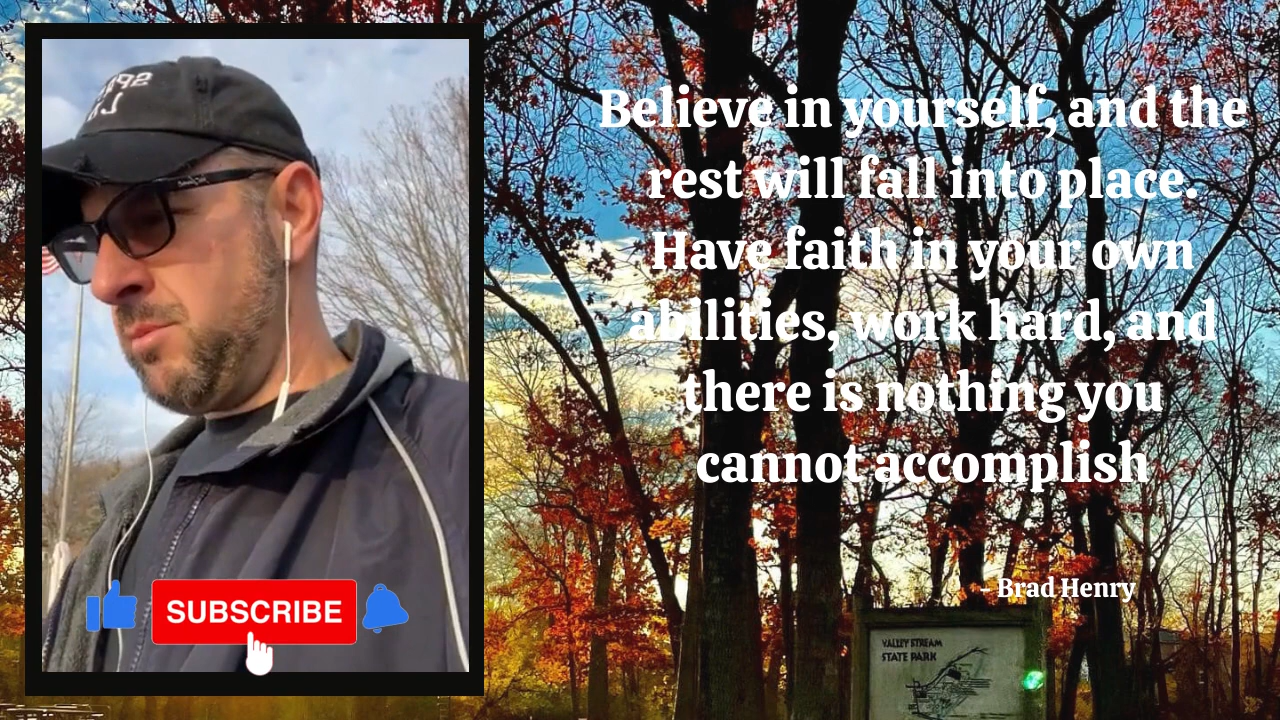 Believe in yourself, and the
rest will fall into place.
Have faith in your own
abilities, work hard, and
there is nothing you
cannot accomplish
- Brad Henry
SUBSCRIBE
VALLEY STREAM
STATE PARK